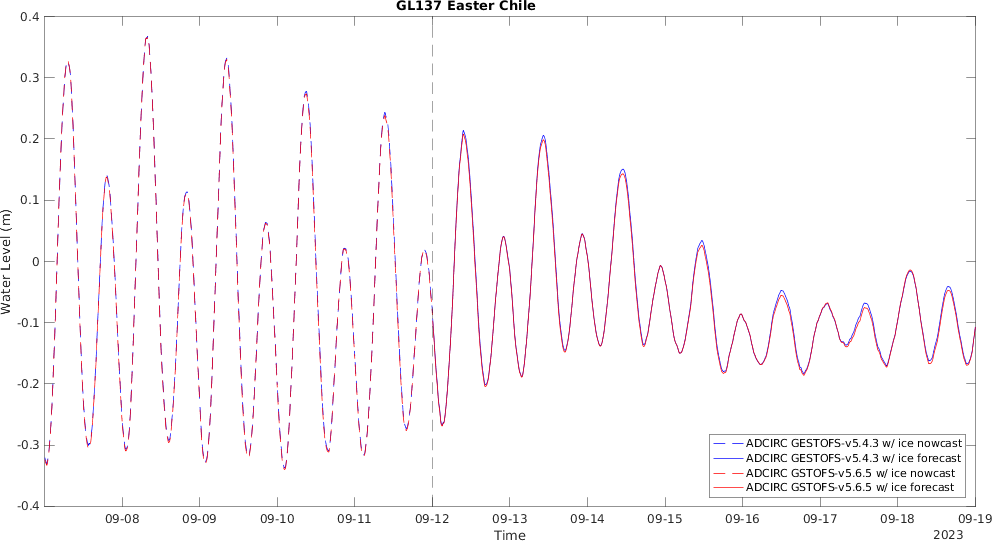 GL137 Easter Chile
Water Level (m)
0.4
0.3
0.2
0.1
0
-0.1
-0.2
-0.3
-0.4
ADCIRC GESTOFS-v5.4.3 w/ ice nowcast
ADCIRC GESTOFS-v5.4.3 w/ ice forecast
ADCIRC GSTOFS-v5.6.5 w/ ice nowcast
ADCIRC GSTOFS-v5.6.5 w/ ice forecast
09-08 09-09 09-10 09-11 09-12 09-13 09-14 09-15 09-16 09-17 09-18 09-19
Time
2023